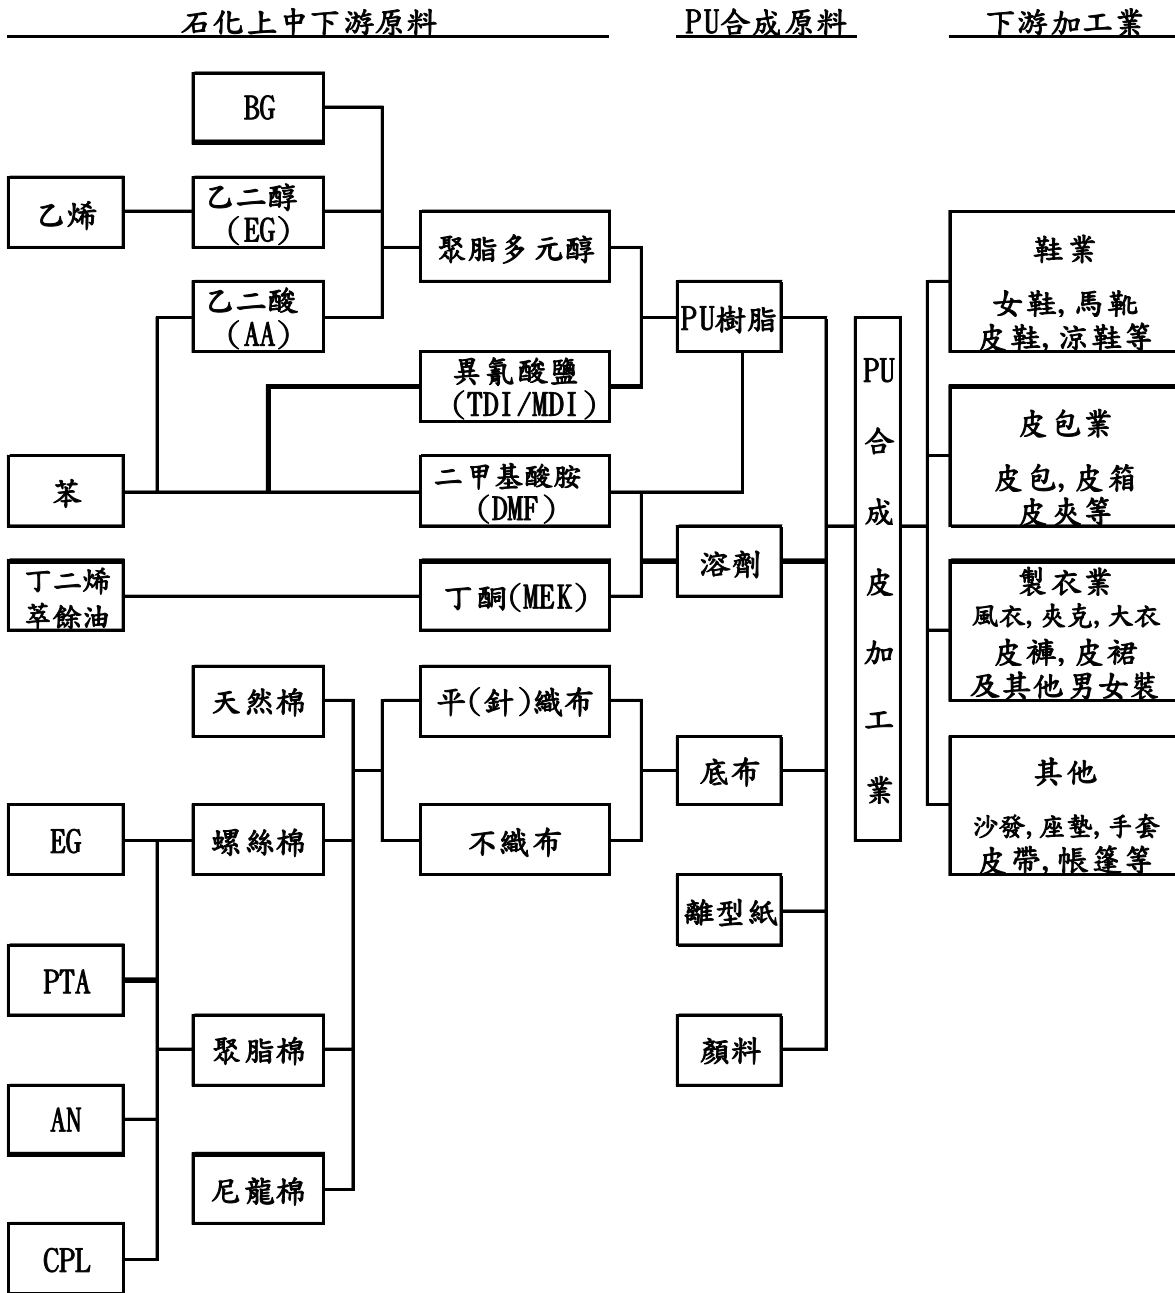 石化上中下游原料
PU合成原料
下游加工業
BG
乙烯
乙二醇
(EG)
聚脂多元醇
乙二酸
(AA)
PU樹脂
異氰酸鹽
(TDI/MDI)
苯
二甲基酸胺
(DMF)
溶劑
丁二烯
萃餘油
丁酮(MEK)
天然棉
平(針)織布
底布
EG
螺絲棉
不織布
離型紙
PTA
聚脂棉
顏料
AN
尼龍棉
CPL
PU
合
成
皮
加
工
業
鞋業
女鞋, 馬靴
皮鞋, 涼鞋等
皮包業
皮包, 皮箱
皮夾等
製衣業
風衣, 夾克, 大衣
皮褲, 皮裙
及其他男女裝
其他
沙發, 座墊, 手套
皮帶, 帳篷等